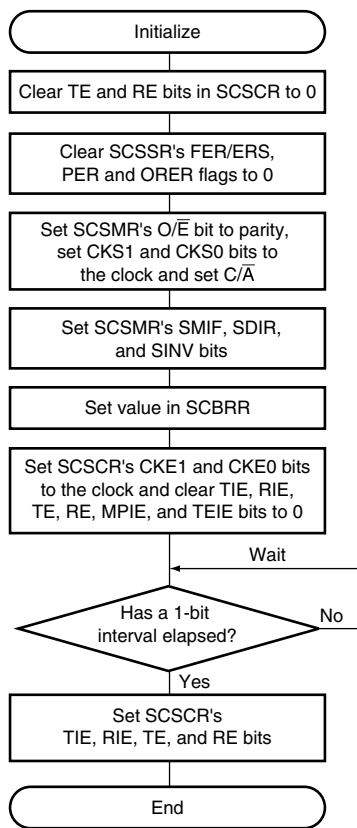 Initialize
Clear TE and RE bits in SCSCR to 0
Clear SCSSR's FER/ERS,
PER and ORER flags to 0
Set SCSMR's O/E̅ bit to parity,
set CKS1 and CKS0 bits to
the clock and set C/A̅
Set SCSMR's SMIF, SDIR,
and SINV bits
Set value in SCBRR
Set SCSCR's CKE1 and CKE0 bits
to the clock and clear TIE, RIE,
TE, RE, MPIE, and TEIE bits to 0
Wait
Has a 1-bit
interval elapsed?
No
Yes
Set SCSCR's
TIE, RIE, TE, and RE bits
End